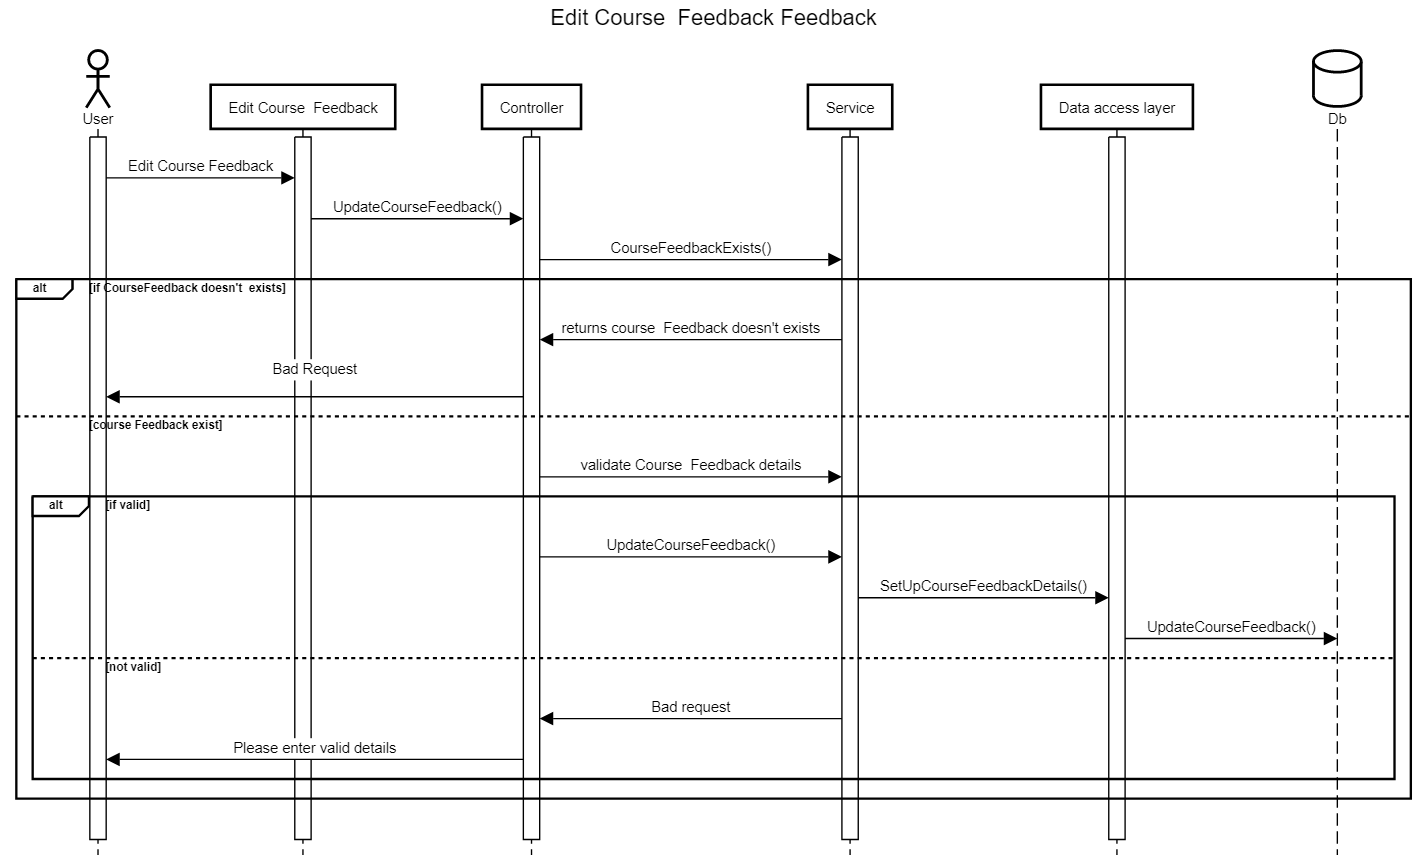 Edit Course  Feedback Feedback
User
Edit Course  Feedback
Controller
Service
Data access layer
Db
Edit Course Feedback
UpdateCourseFeedback()
CourseFeedbackExists()
alt
[if CourseFeedback doesn't  exists]
returns course  Feedback doesn't exists
Bad Request
[course Feedback exist]
validate Course  Feedback details
alt
[if valid]
UpdateCourseFeedback()
SetUpCourseFeedbackDetails()
UpdateCourseFeedback()
[not valid]
Bad request
Please enter valid details